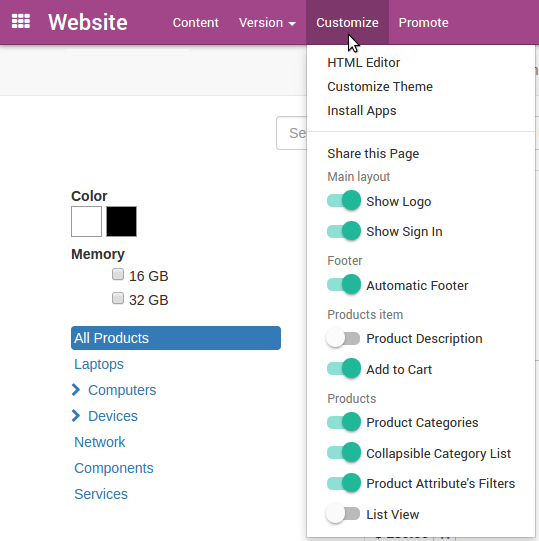 Website
Content
Version
Customize
Promote
HTML Editor
Customize Theme
Install Apps
Share this Page
Main layout
Show Logo
Show Sign In
Footer
Automatic Footer
Products item
Product Description
Add to Cart
Products
Product Categories
Collapsible Category List
Product Attribute's Filters
List View
Se
Color
Memory
16 GB
32 GB
All Products
Laptops
Computers
Devices
Network
Components
Services